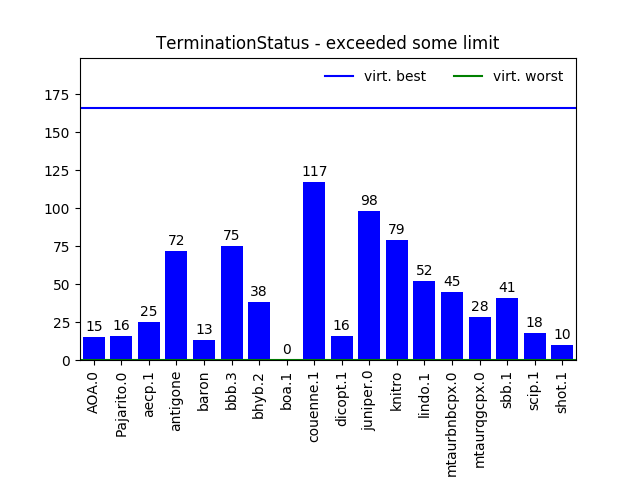 TerminationStatus - exceeded some limit
virt. best
virt. worst
175
150
125
100
75
50
25
0
15
16
25
72
13
75
38
0
117
16
98
79
52
45
28
41
18
10
AOA.0
Pajarito.0
aecp.1
antigone
baron
bbb.3
bhyb.2
boa.1
couenne.1
dicopt.1
juniper.0
knitro
lindo.1
mtaurbnbcpx.0
mtaurqgcpx.0
sbb.1
scip.1
shot.1